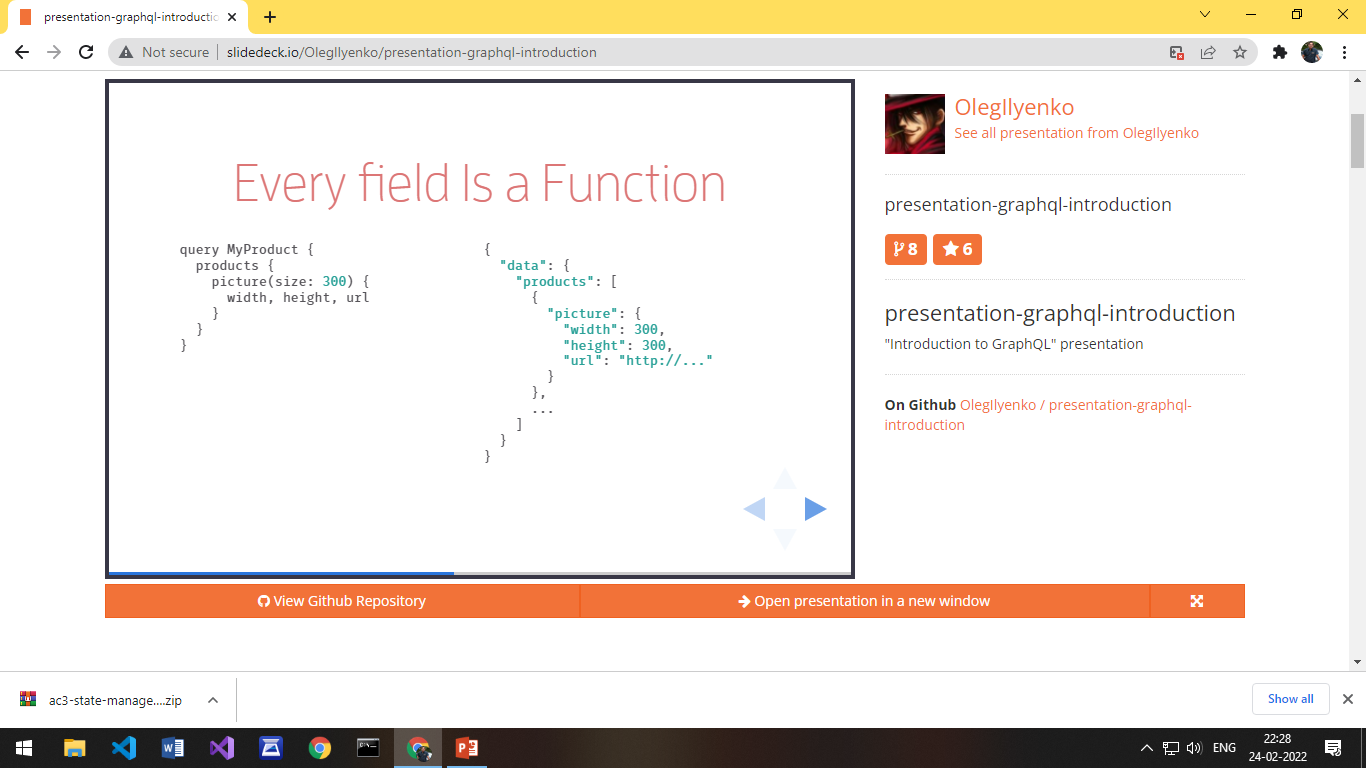 presentation-graphql-introductio
Not secure
slidedeck.io/OlegIlyenko/presentation-graphql-introduction
Every field Is a Function
query MyProduct {
  products {
    picture(size: 300) {
      width, height, url
    }
  }
}
{
  "data": {
    "products": [
      {
        "picture": {
          "width": 300,
          "height": 300,
          "url": "http://..."
        }
      },
      ...
    ]
  }
}
OlegIlyenko
See all presentation from OlegIlyenko
presentation-graphql-introduction
8
6
presentation-graphql-introduction
"Introduction to GraphQL" presentation
On Github OlegIlyenko / presentation-graphql-
introduction
View Github Repository
Open presentation in a new window
ac3-state-manage....zip
Show all
ENG
22:28
24-02-2022